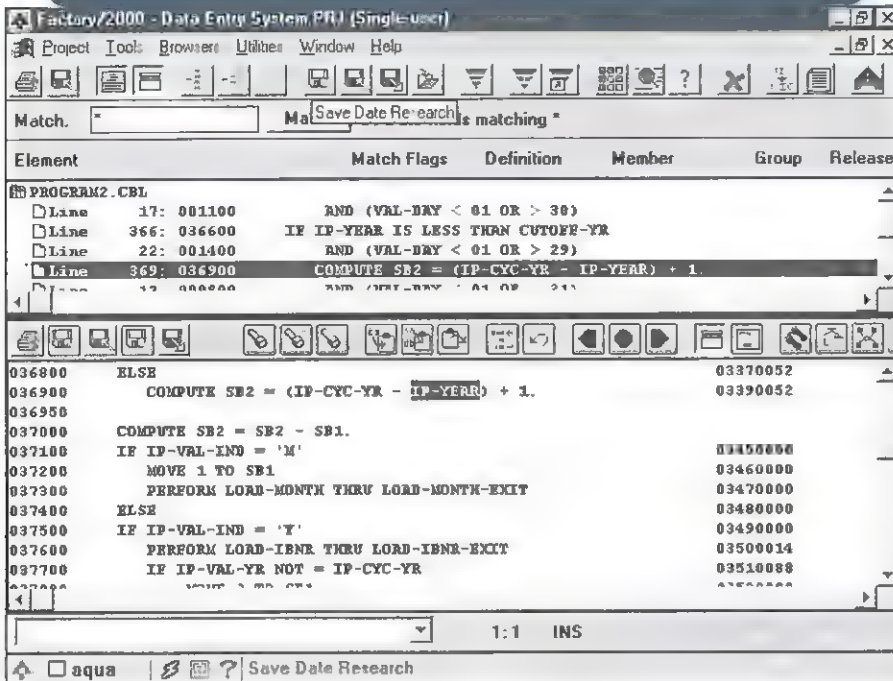 Factory/2000 - Data Entry System.PRJ (Single-user)
Project Tools Browsers Utilities Window Help
Match. *
Save Date Research
s matching *
Element Match Flags Definition Member Group Release
PROGRAM2.CBL
Line 17: 001100 AND (VAL-DAY < 01 OR > 30)
Line 366: 036600 IF IP-YEAR IS LESS THAN CUTOFF-YR
Line 22: 001400 AND (VAL-DAY < 01 OR > 29)
Line 369: 036900 COMPUTE SB2 = (IP-CYC-YR - IP-YEAR) + 1.
036800 ELSE 03370052
036900 COMPUTE SB2 = (IP-CYC-YR - IP-YEAR) + 1. 03390052
036950
037000 COMPUTE SB2 = SB2 - SB1.
037100 IF IP-VAL-IND = 'M'
037200 MOVE 1 TO SB1 03460000
037300 PERFORM LOAD-MONTH THRU LOAD-MONTH-EXIT 03470000
037400 ELSE 03480000
037500 IF IP-VAL-IND = 'Y' 03490000
037600 PERFORM LOAD-IBNR THRU LOAD-IBNR-EXIT 03500014
037700 IF IP-VAL-YR NOT = IP-CYC-YR 03510088
1:1 INS
aqua Save Date Research